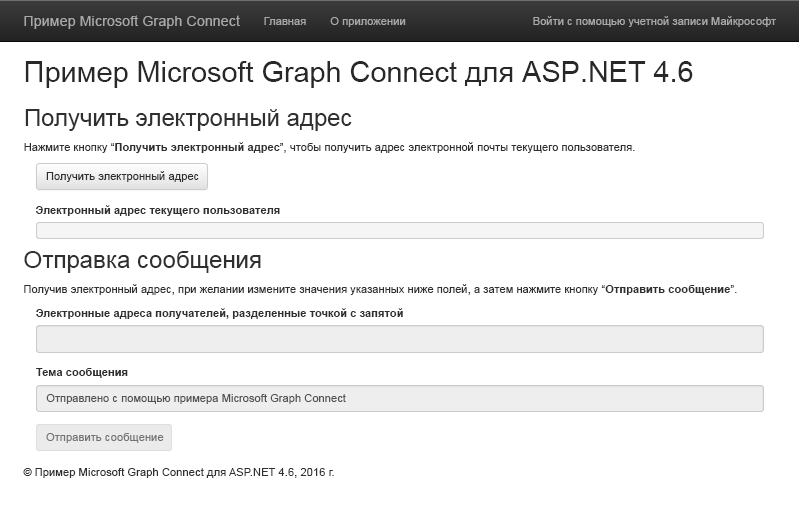 Пример Microsoft Graph Connect Главная О приложении Войти с помощью учетной записи Майкрософт
Пример Microsoft Graph Connect для ASP.NET 4.6
Получить электронный адрес
Нажмите кнопку “Получить электронный адрес”, чтобы получить адрес электронной почты текущего пользователя.
Получить электронный адрес
Электронный адрес текущего пользователя
Отправка сообщения
Получив электронный адрес, при желании измените значения указанных ниже полей, а затем нажмите кнопку “Отправить сообщение”.
Электронные адреса получателей, разделенные точкой с запятой
Тема сообщения
Отправлено с помощью примера Microsoft Graph Connect
Отправить сообщение
© Пример Microsoft Graph Connect для ASP.NET 4.6, 2016 г.